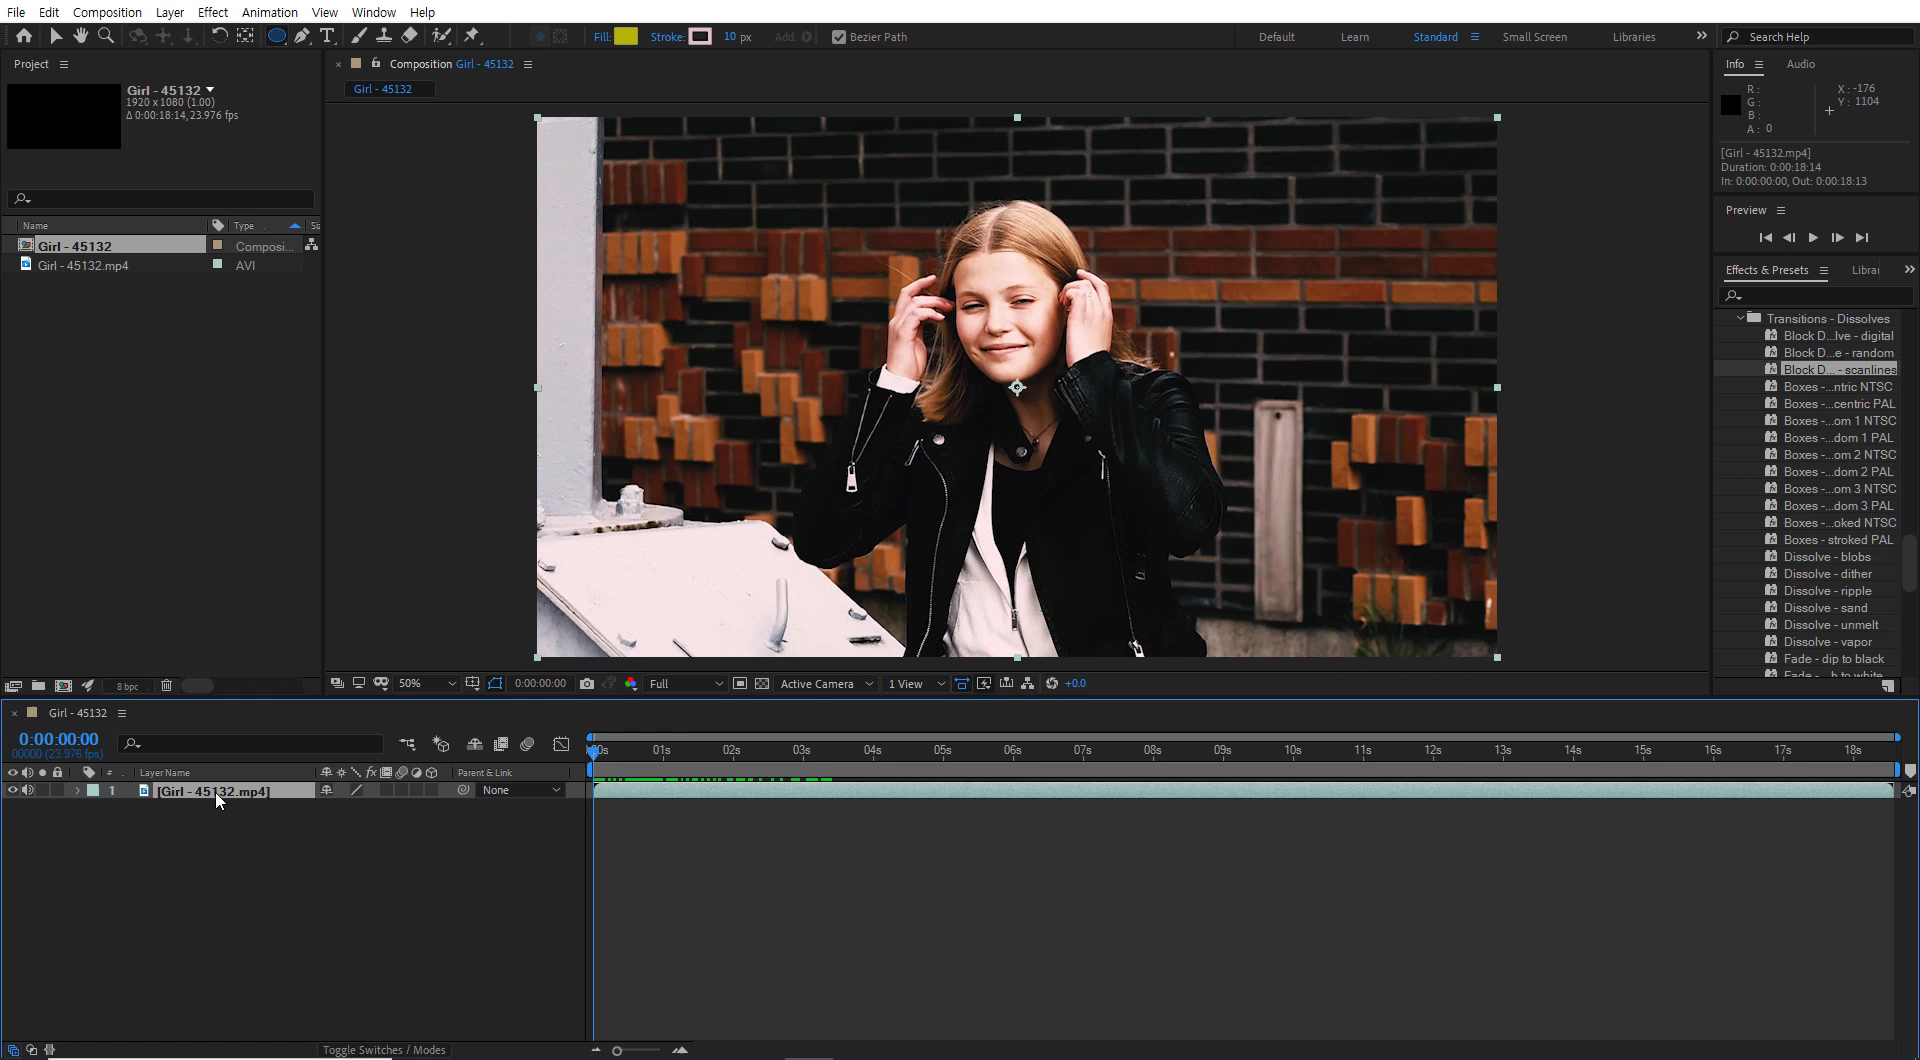 File Edit Composition Layer Effect Animation View Window Help
Fill: Stroke: 10 px Add: Bezier Path Default Learn Standard Small Screen Libraries Search Help
Project
Girl - 45132
1920 x 1080 (1.00)
Δ 0:00:18:14, 23.976 fps
Name Type Siz
Girl - 45132 Composi...
Girl - 45132.mp4 AVI
8 bpc
Composition Girl - 45132
Girl - 45132
50% 0:00:00:00 Full Active Camera 1 View +0.0
Info Audio
R :
G :
B :
A : 0
X : -176
Y : 1104
[Girl - 45132.mp4]
Duration: 0:00:18:14
In: 0:00:00:00, Out: 0:00:18:13
Preview
Effects & Presets Librai
Transitions - Dissolves
Block D...lve - digital
Block D...e - random
Block D... - scanlines
Boxes -...ntric NTSC
Boxes -...centric PAL
Boxes -...om 1 NTSC
Boxes -...dom 1 PAL
Boxes -...om 2 NTSC
Boxes -...dom 2 PAL
Boxes -...om 3 NTSC
Boxes -...dom 3 PAL
Boxes -...oked NTSC
Boxes - stroked PAL
Dissolve - blobs
Dissolve - dither
Dissolve - ripple
Dissolve - sand
Dissolve - unmelt
Dissolve - vapor
Fade - dip to black
Fade - ...h to white
Girl - 45132
0:00:00:00
00000 (23.976 fps)
:00s 01s 02s 03s 04s 05s 06s 07s 08s 09s 10s 11s 12s 13s 14s 15s 16s 17s 18s
# Layer Name Parent & Link
1 [Girl - 45132.mp4] None
Toggle Switches / Modes